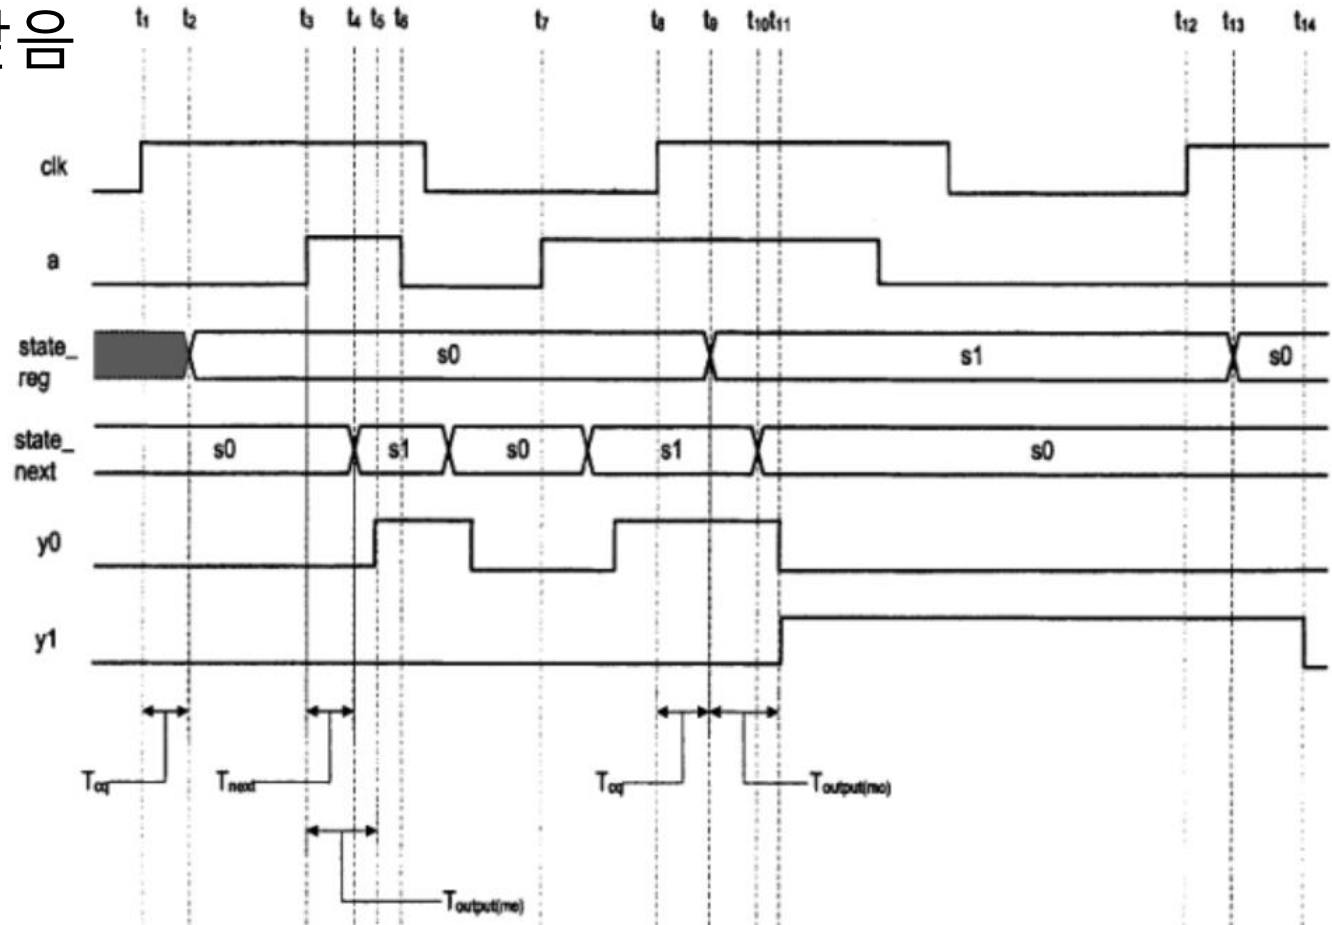 음
t₁ t₂ t₃ t₄ t₅ t₆ t₇ t₈ t₉ t₁₀ t₁₁ t₁₂ t₁₃ t₁₄
clk
a
state_
reg
s0 s1 s0
state_
next
s0 s1 s0 s1 s0
y0
y1
Tcq Tnext Tcq Toutput(mo)
Toutput(me)